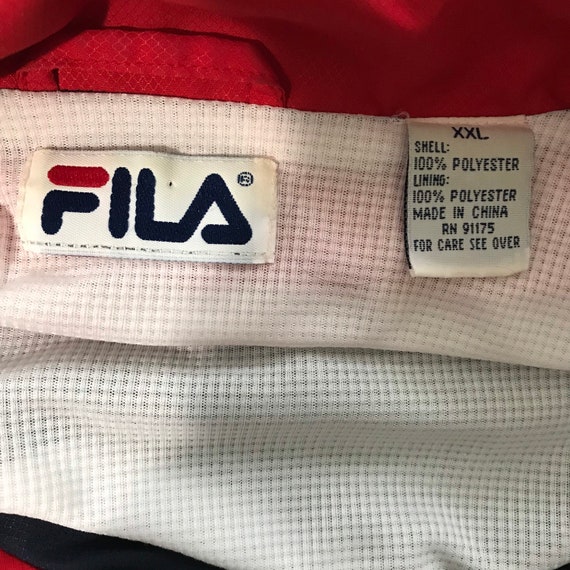 FILA®
XXL
SHELL:
100% POLYESTER
LINING:
100% POLYESTER
MADE IN CHINA
RN 91175
FOR CARE SEE OVER